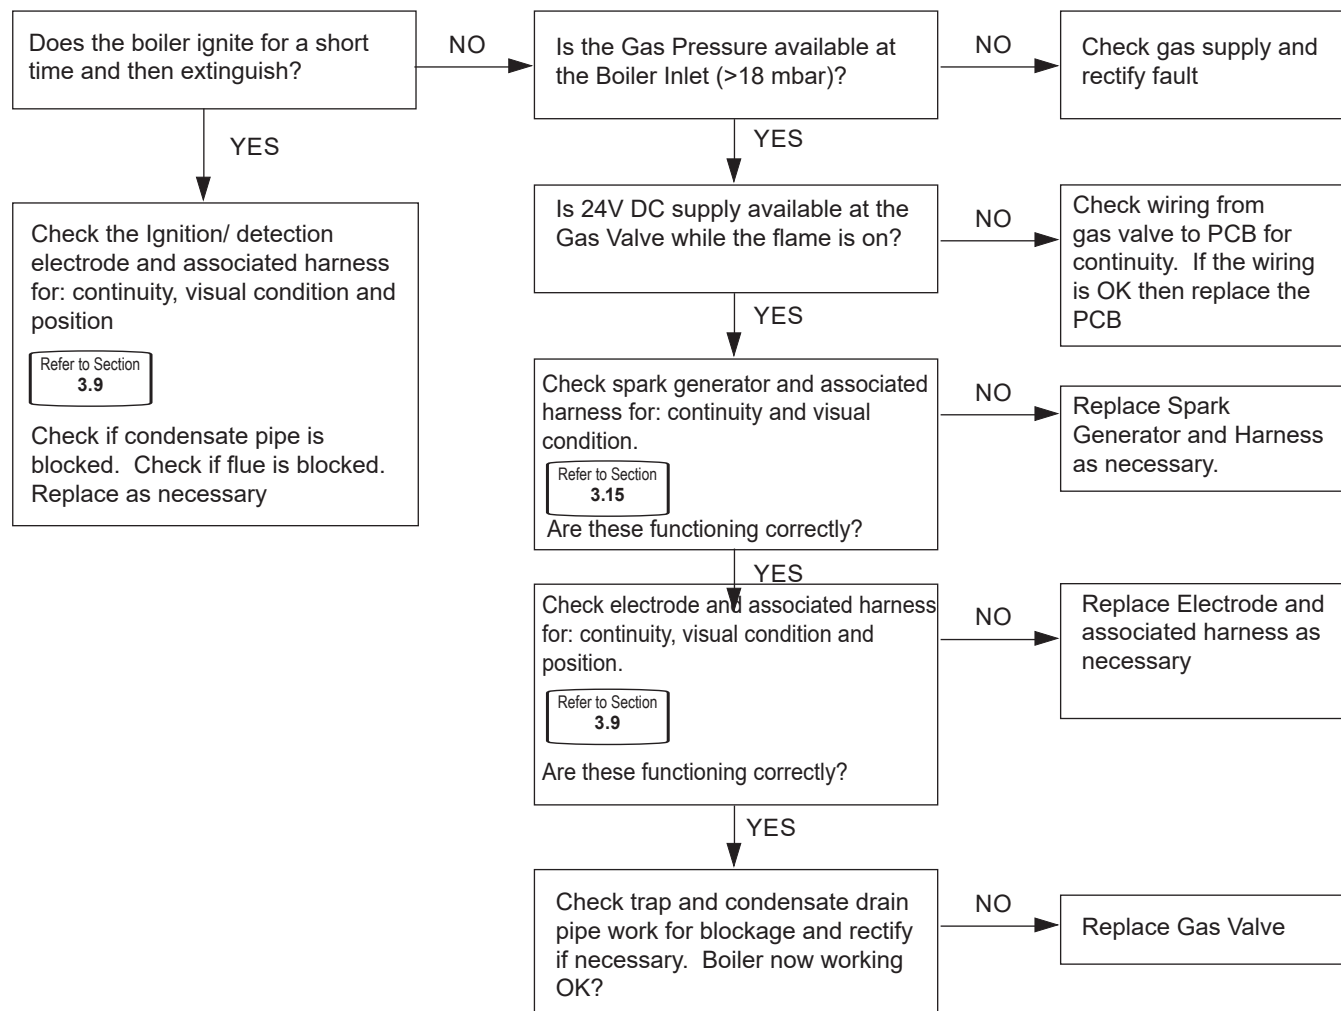 Does the boiler ignite for a short
time and then extinguish?
NO
Is the Gas Pressure available at
the Boiler Inlet (>18 mbar)?
NO
Check gas supply and
rectify fault
YES
YES
Check the Ignition/ detection
electrode and associated harness
for: continuity, visual condition and
position
Refer to Section
3.9
Check if condensate pipe is
blocked.  Check if flue is blocked.
Replace as necessary
Is 24V DC supply available at the
Gas Valve while the flame is on?
NO
Check wiring from
gas valve to PCB for
continuity.  If the wiring
is OK then replace the
PCB
YES
Check spark generator and associated
harness for: continuity and visual
condition.
Refer to Section
3.15
Are these functioning correctly?
NO
Replace Spark
Generator and Harness
as necessary.
YES
Check electrode and associated harness
for: continuity, visual condition and
position.
Refer to Section
3.9
Are these functioning correctly?
NO
Replace Electrode and
associated harness as
necessary
YES
Check trap and condensate drain
pipe work for blockage and rectify
if necessary.  Boiler now working
OK?
NO
Replace Gas Valve